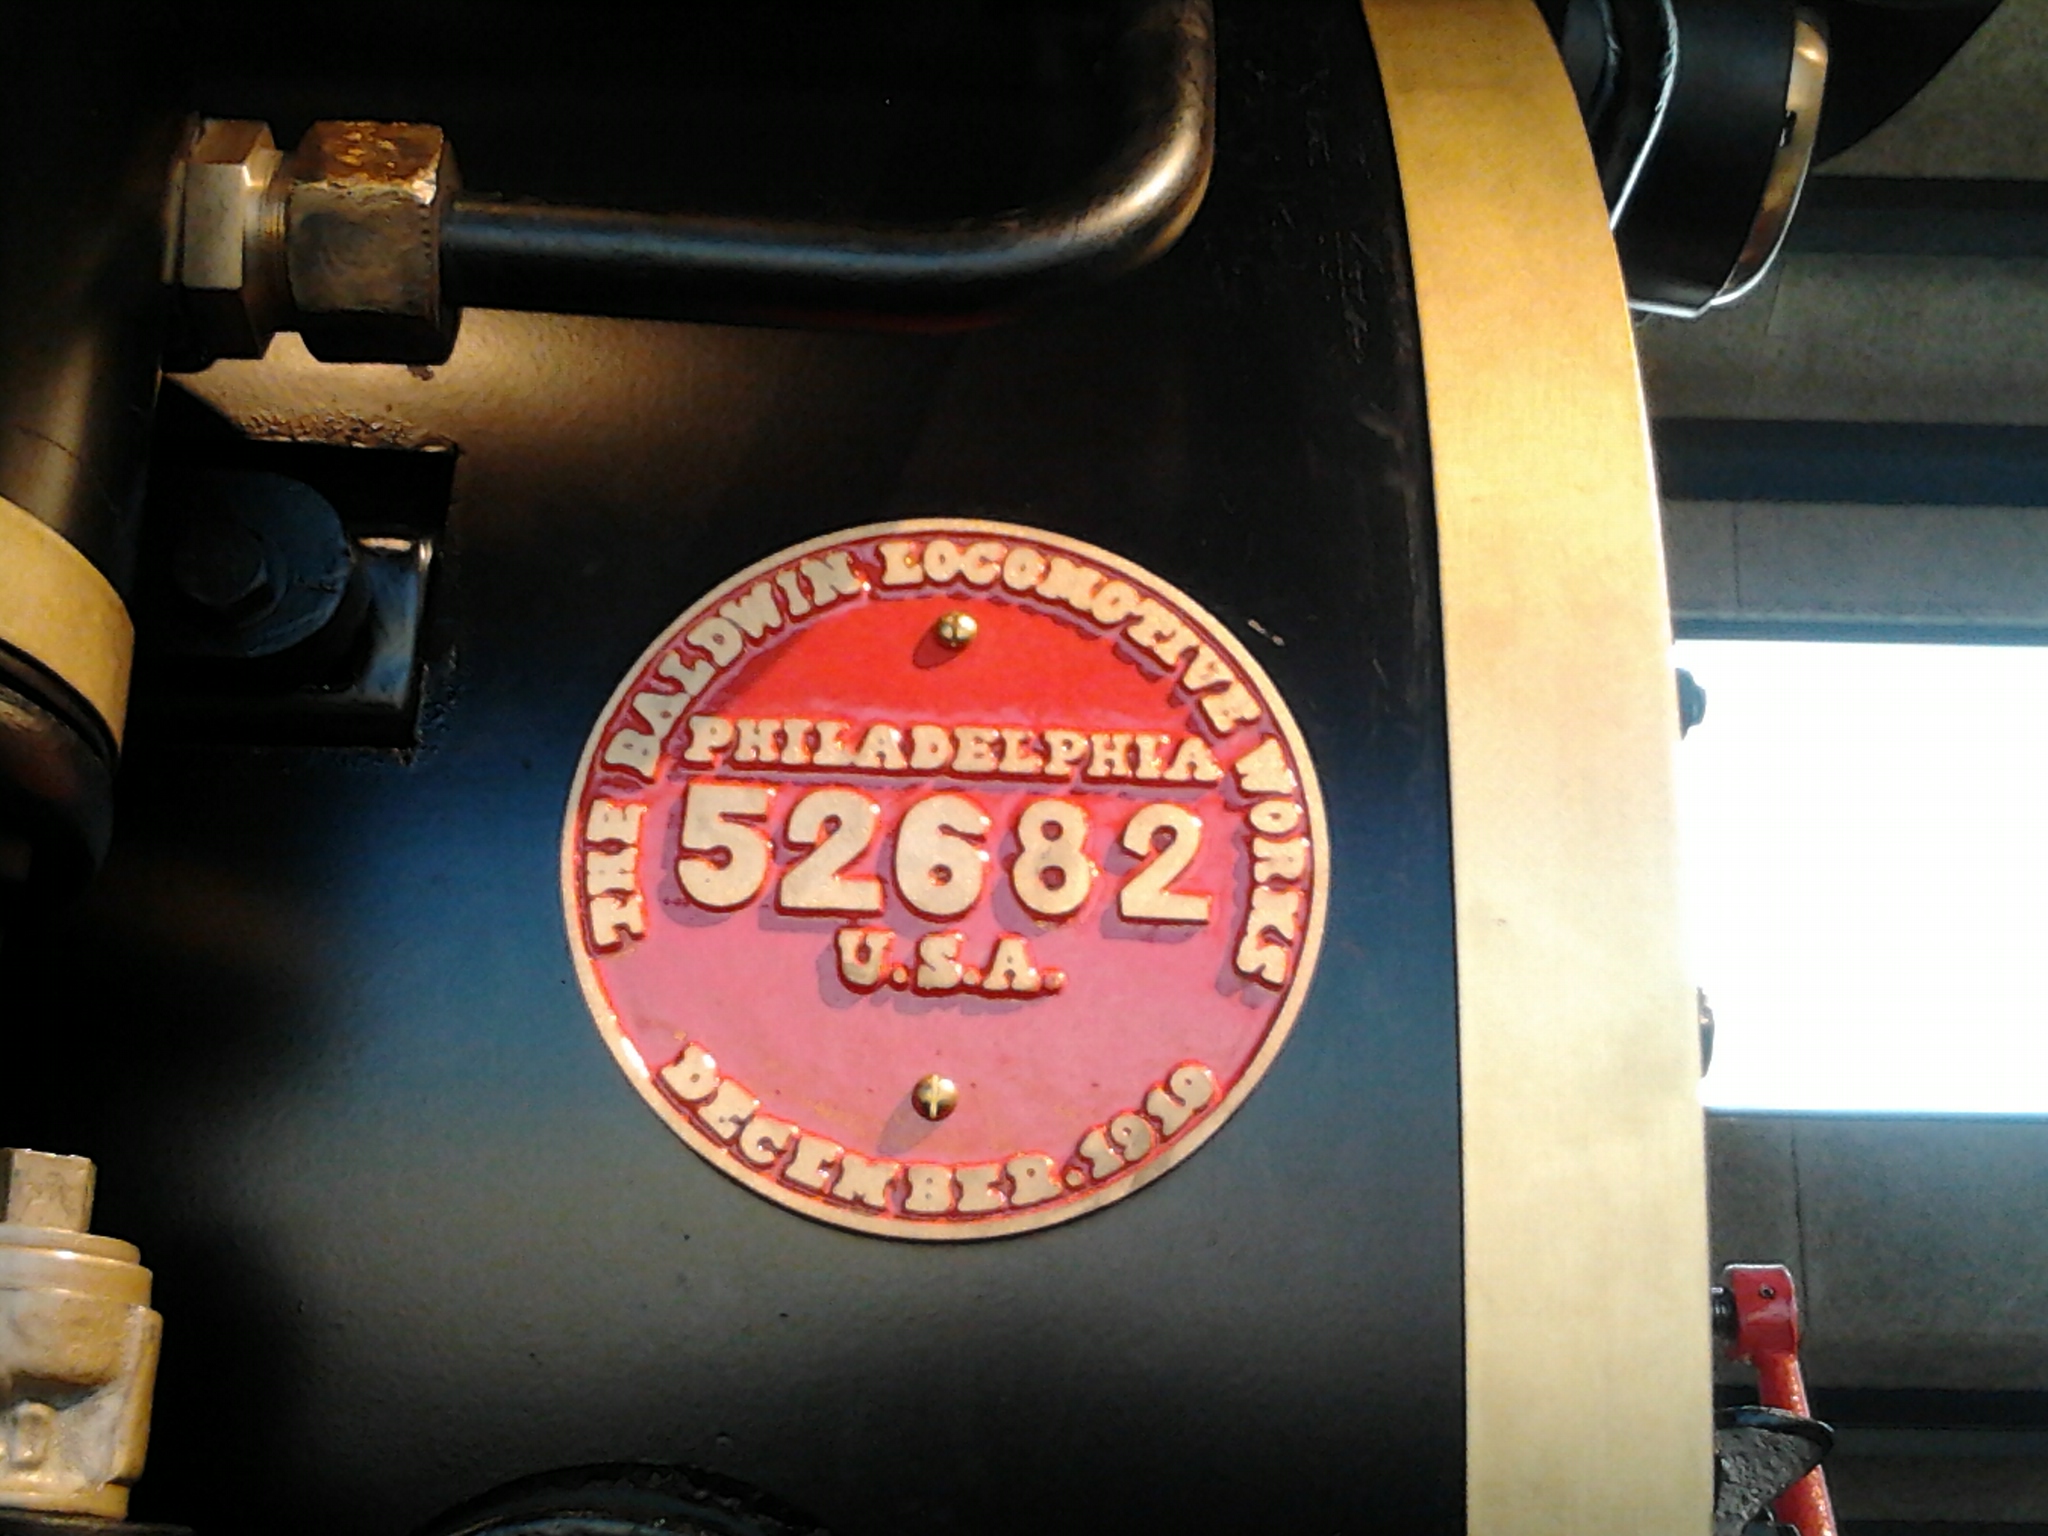 THE BALDWIN LOCOMOTIVE WORKS
PHILADELPHIA
52682
U.S.A.
DECEMBER. 1919